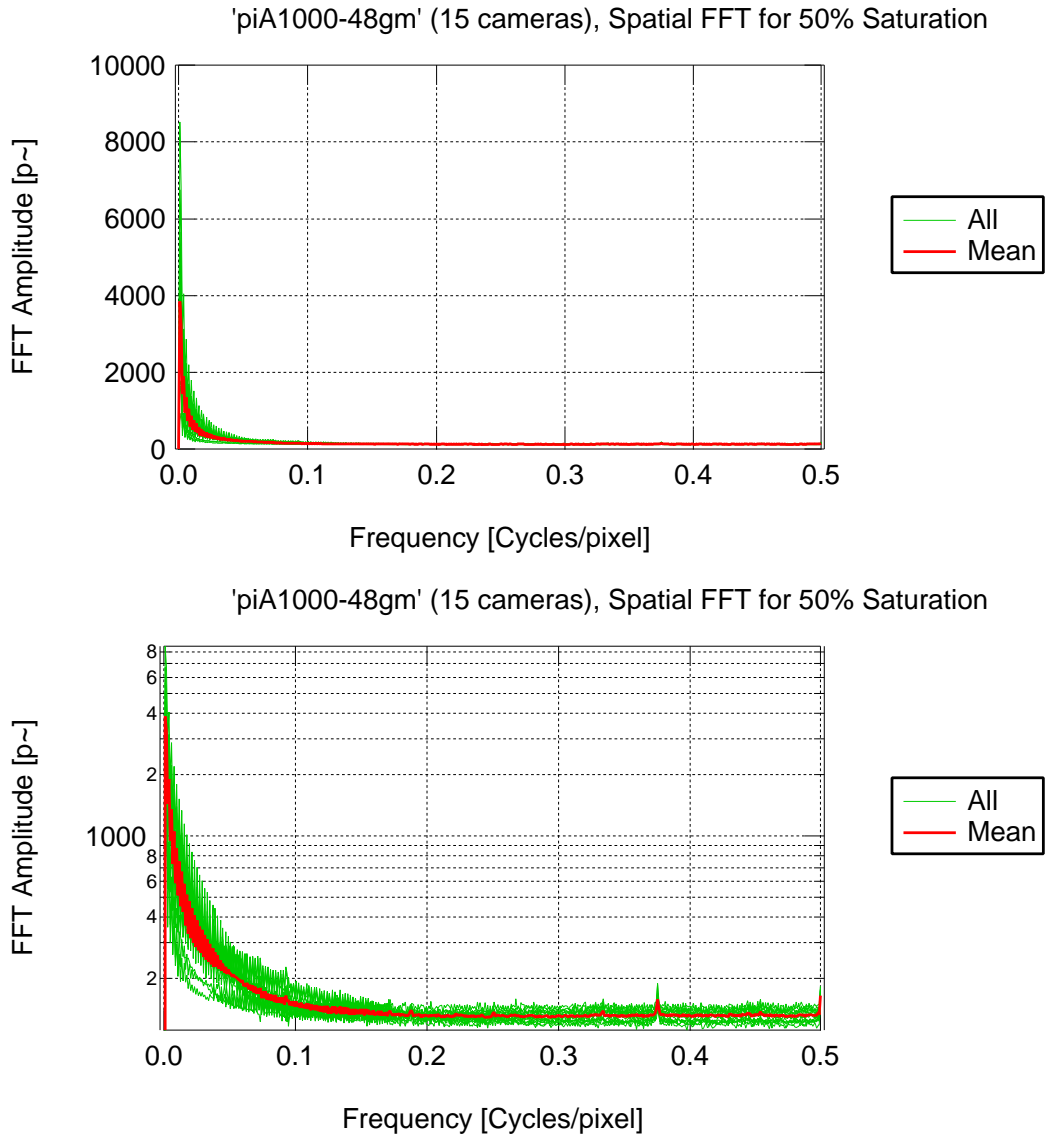 'piA1000-48gm' (15 cameras), Spatial FFT for 50% Saturation
10000
8000
6000
4000
2000
0
FFT Amplitude [p~]
0.0 0.1 0.2 0.3 0.4 0.5
Frequency [Cycles/pixel]
All
Mean
'piA1000-48gm' (15 cameras), Spatial FFT for 50% Saturation
8
6
4
2
1000
8
6
4
2
FFT Amplitude [p~]
0.0 0.1 0.2 0.3 0.4 0.5
Frequency [Cycles/pixel]
All
Mean